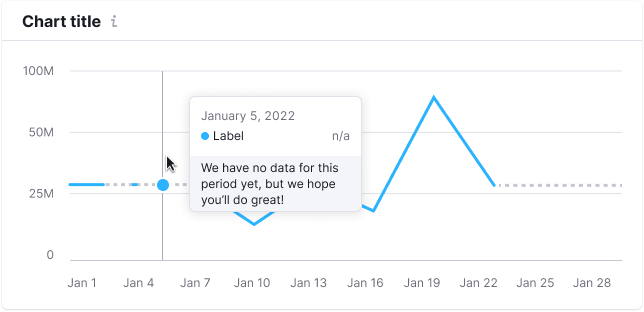 Chart title
100M
50M
25M
0
January 5, 2022
Label n/a
We have no data for this
period yet, but we hope
you'll do great!
Jan 1 Jan 4 Jan 7 Jan 10 Jan 13 Jan 16 Jan 19 Jan 22 Jan 25 Jan 28